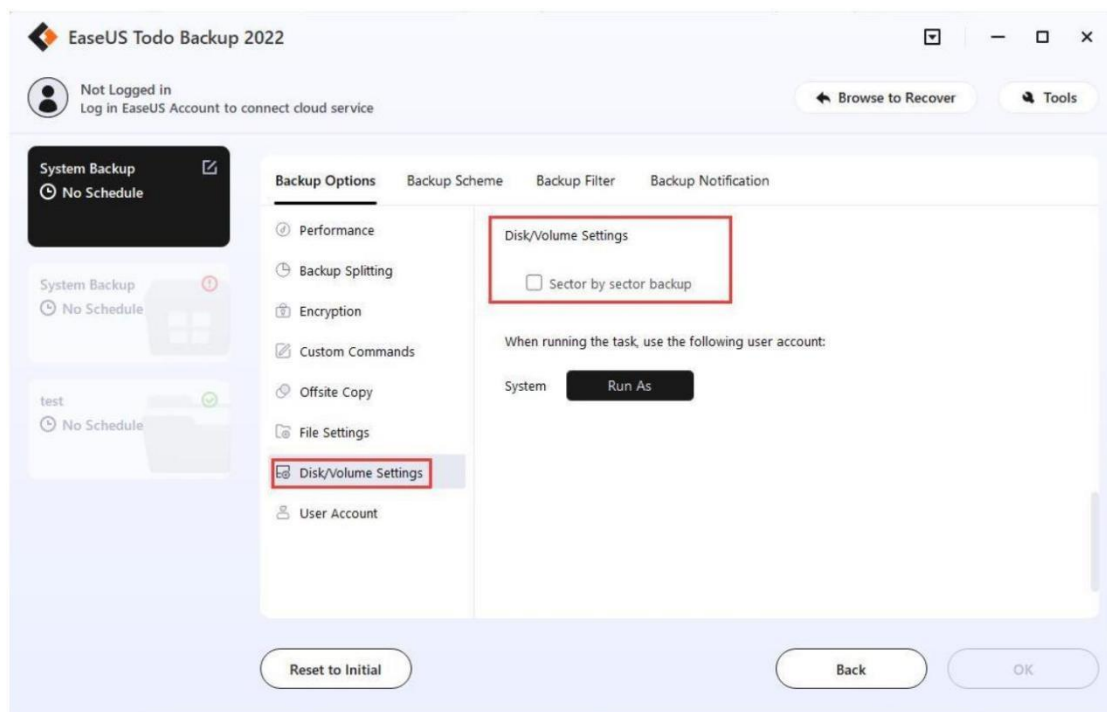 EaseUS Todo Backup 2022
Not Logged in
Log in EaseUS Account to connect cloud service
Browse to Recover
Tools
System Backup
No Schedule
System Backup
No Schedule
test
No Schedule
Backup Options
Backup Scheme
Backup Filter
Backup Notification
Performance
Backup Splitting
Encryption
Custom Commands
Offsite Copy
File Settings
Disk/Volume Settings
User Account
Disk/Volume Settings
Sector by sector backup
When running the task, use the following user account:
System
Run As
Reset to Initial
Back
OK